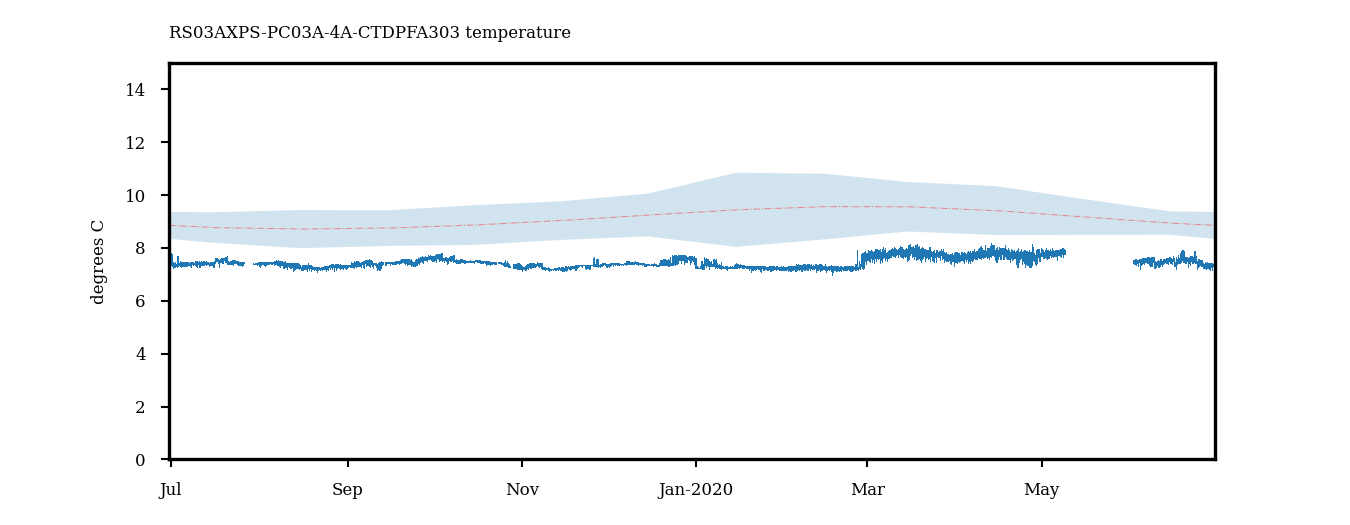 RS03AXPS-PC03A-4A-CTDPFA303 temperature
14
12
10
8
6
4
2
0
degrees C
Jul Sep Nov Jan-2020 Mar May